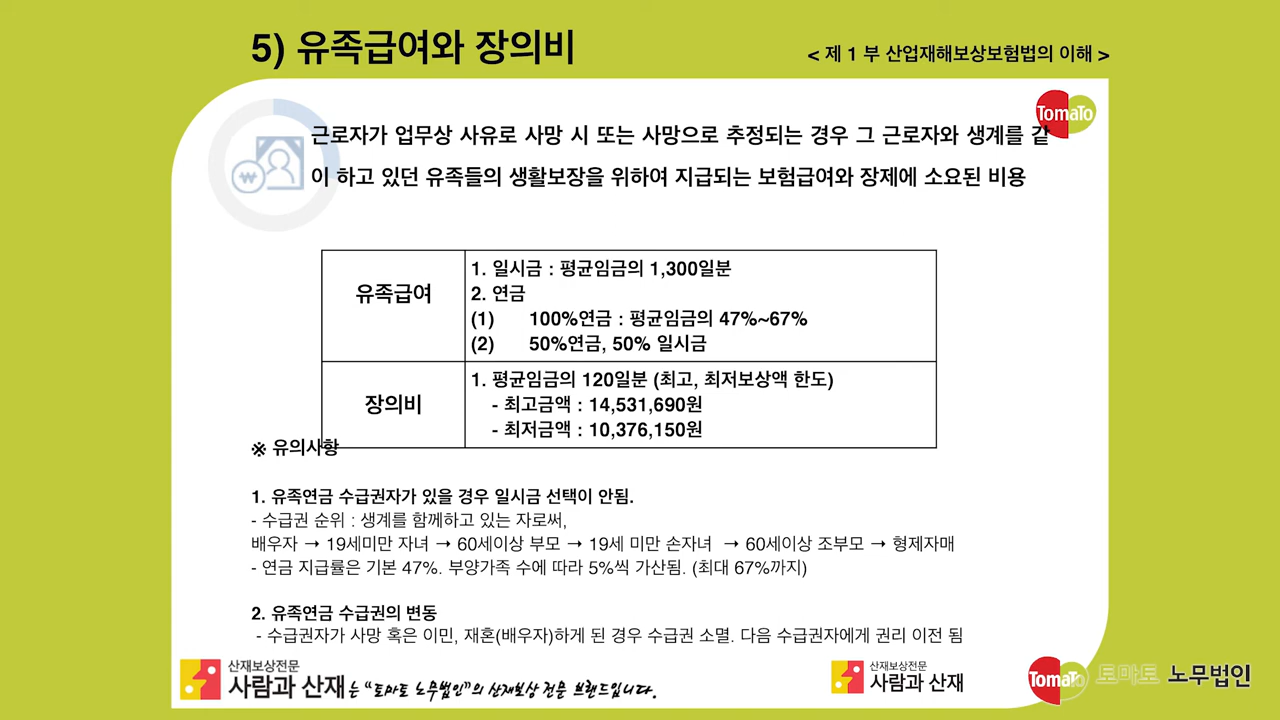 5) 유족급여와 장의비
< 제 1 부 산업재해보상보험법의 이해 >
TomaTo
근로자가 업무상 사유로 사망 시 또는 사망으로 추정되는 경우 그 근로자와 생계를 같
이 하고 있던 유족들의 생활보장을 위하여 지급되는 보험급여와 장제에 소요된 비용
₩
유족급여
1. 일시금 : 평균임금의 1,300일분
2. 연금
(1) 100%연금 : 평균임금의 47%~67%
(2) 50%연금, 50% 일시금
장의비
1. 평균임금의 120일분 (최고, 최저보상액 한도)
- 최고금액 : 14,531,690원
- 최저금액 : 10,376,150원
※ 유의사항
1. 유족연금 수급권자가 있을 경우 일시금 선택이 안됨.
- 수급권 순위 : 생계를 함께하고 있는 자로써,
배우자 → 19세미만 자녀 → 60세이상 부모 → 19세 미만 손자녀 → 60세이상 조부모 → 형제자매
- 연금 지급률은 기본 47%. 부양가족 수에 따라 5%씩 가산됨. (최대 67%까지)
2. 유족연금 수급권의 변동
- 수급권자가 사망 혹은 이민, 재혼(배우자)하게 된 경우 수급권 소멸. 다음 수급권자에게 권리 이전 됨
산재보상전문
사람과 산재는 "토마토 노무법인"의 산재보상 전문 브랜드입니다.
산재보상전문
사람과 산재
TomaTo 토마토 노무법인